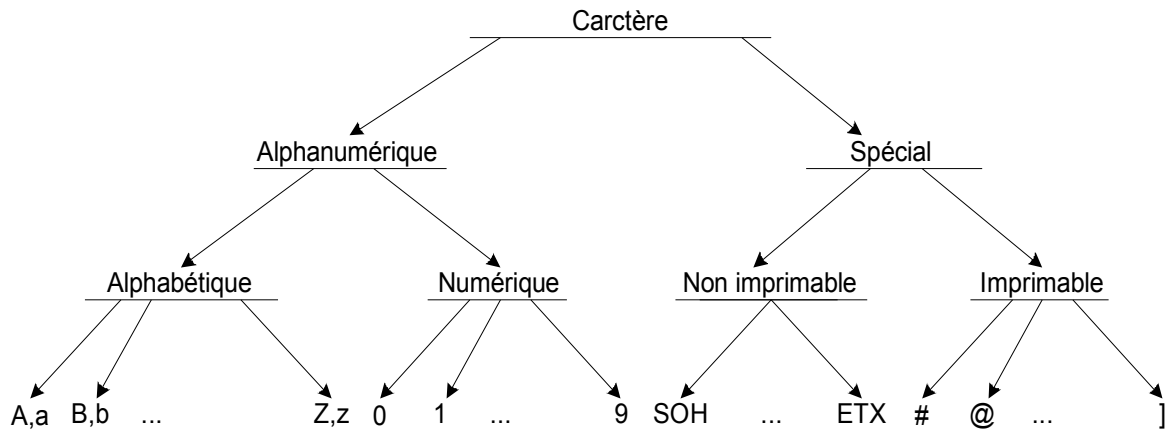 Carctère
Alphanumérique Spécial
Alphabétique Numérique Non imprimable Imprimable
A,a B,b ... Z,z 0 1 ... 9 SOH ... ETX # @ ... ]